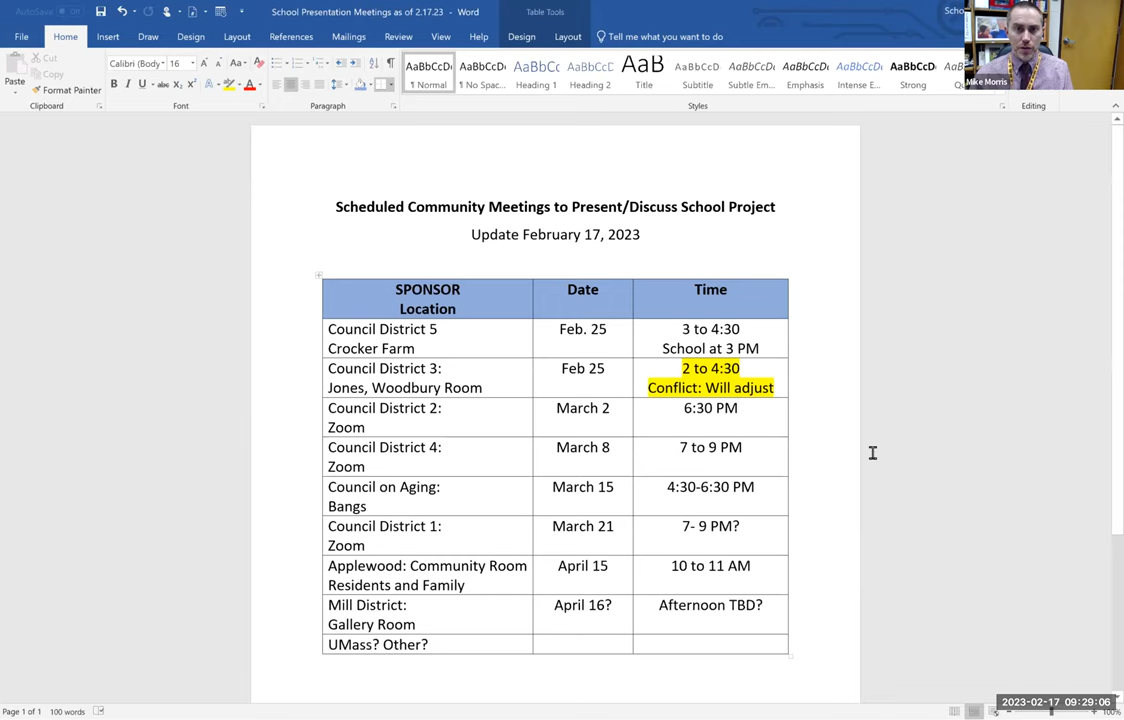 AutoSave Off
School Presentation Meetings as of 2.17.23 - Word
Table Tools
File Home Insert Draw Design Layout References Mailings Review View Help Design Layout Tell me what you want to do
Mike Morris
Paste
Cut
Copy
Format Painter
Calibri (Body 16
AaBbCcDc AaBbCcDc AaBbCc AaBbCcD AaB AaBbCcD AaBbCcDc AaBbCcDc AaBbCcDc AaBbCcDc
¶ Normal ¶ No Spac... Heading 1 Heading 2 Title Subtitle Subtle Em... Emphasis Intense E... Strong
Clipboard Font Paragraph Styles Editing
Scheduled Community Meetings to Present/Discuss School Project
Update February 17, 2023
SPONSOR Date Time
Location
Council District 5 Feb. 25 3 to 4:30
Crocker Farm School at 3 PM
Council District 3: Feb 25 2 to 4:30
Jones, Woodbury Room Conflict: Will adjust
Council District 2: March 2 6:30 PM
Zoom
Council District 4: March 8 7 to 9 PM
Zoom
Council on Aging: March 15 4:30-6:30 PM
Bangs
Council District 1: March 21 7- 9 PM?
Zoom
Applewood: Community Room April 15 10 to 11 AM
Residents and Family
Mill District: April 16? Afternoon TBD?
Gallery Room
UMass? Other?
2023-02-17 09:29:06
Page 1 of 1 100 words 100%